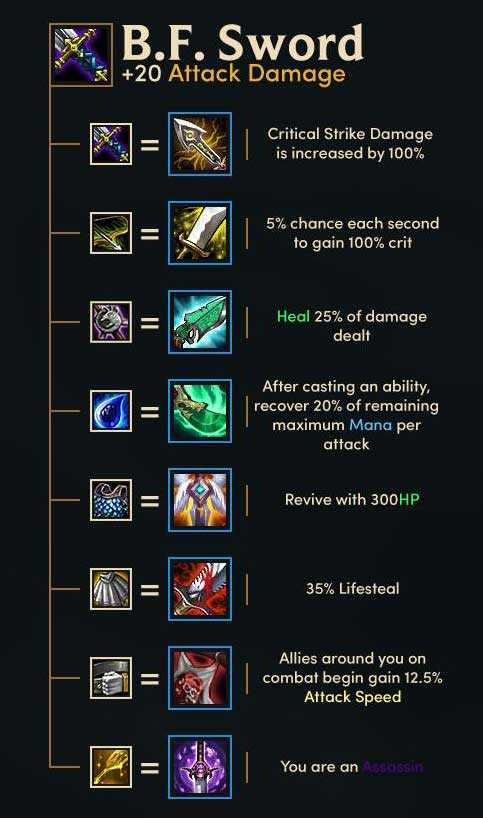 B.F. Sword
+20 Attack Damage
=
Critical Strike Damage
is increased by 100%
=
5% chance each second
to gain 100% crit
=
Heal 25% of damage
dealt
=
After casting an ability,
recover 20% of remaining
maximum Mana per
attack
=
Revive with 300HP
=
35% Lifesteal
=
Allies around you on
combat begin gain 12.5%
Attack Speed
=
You are an Assassin